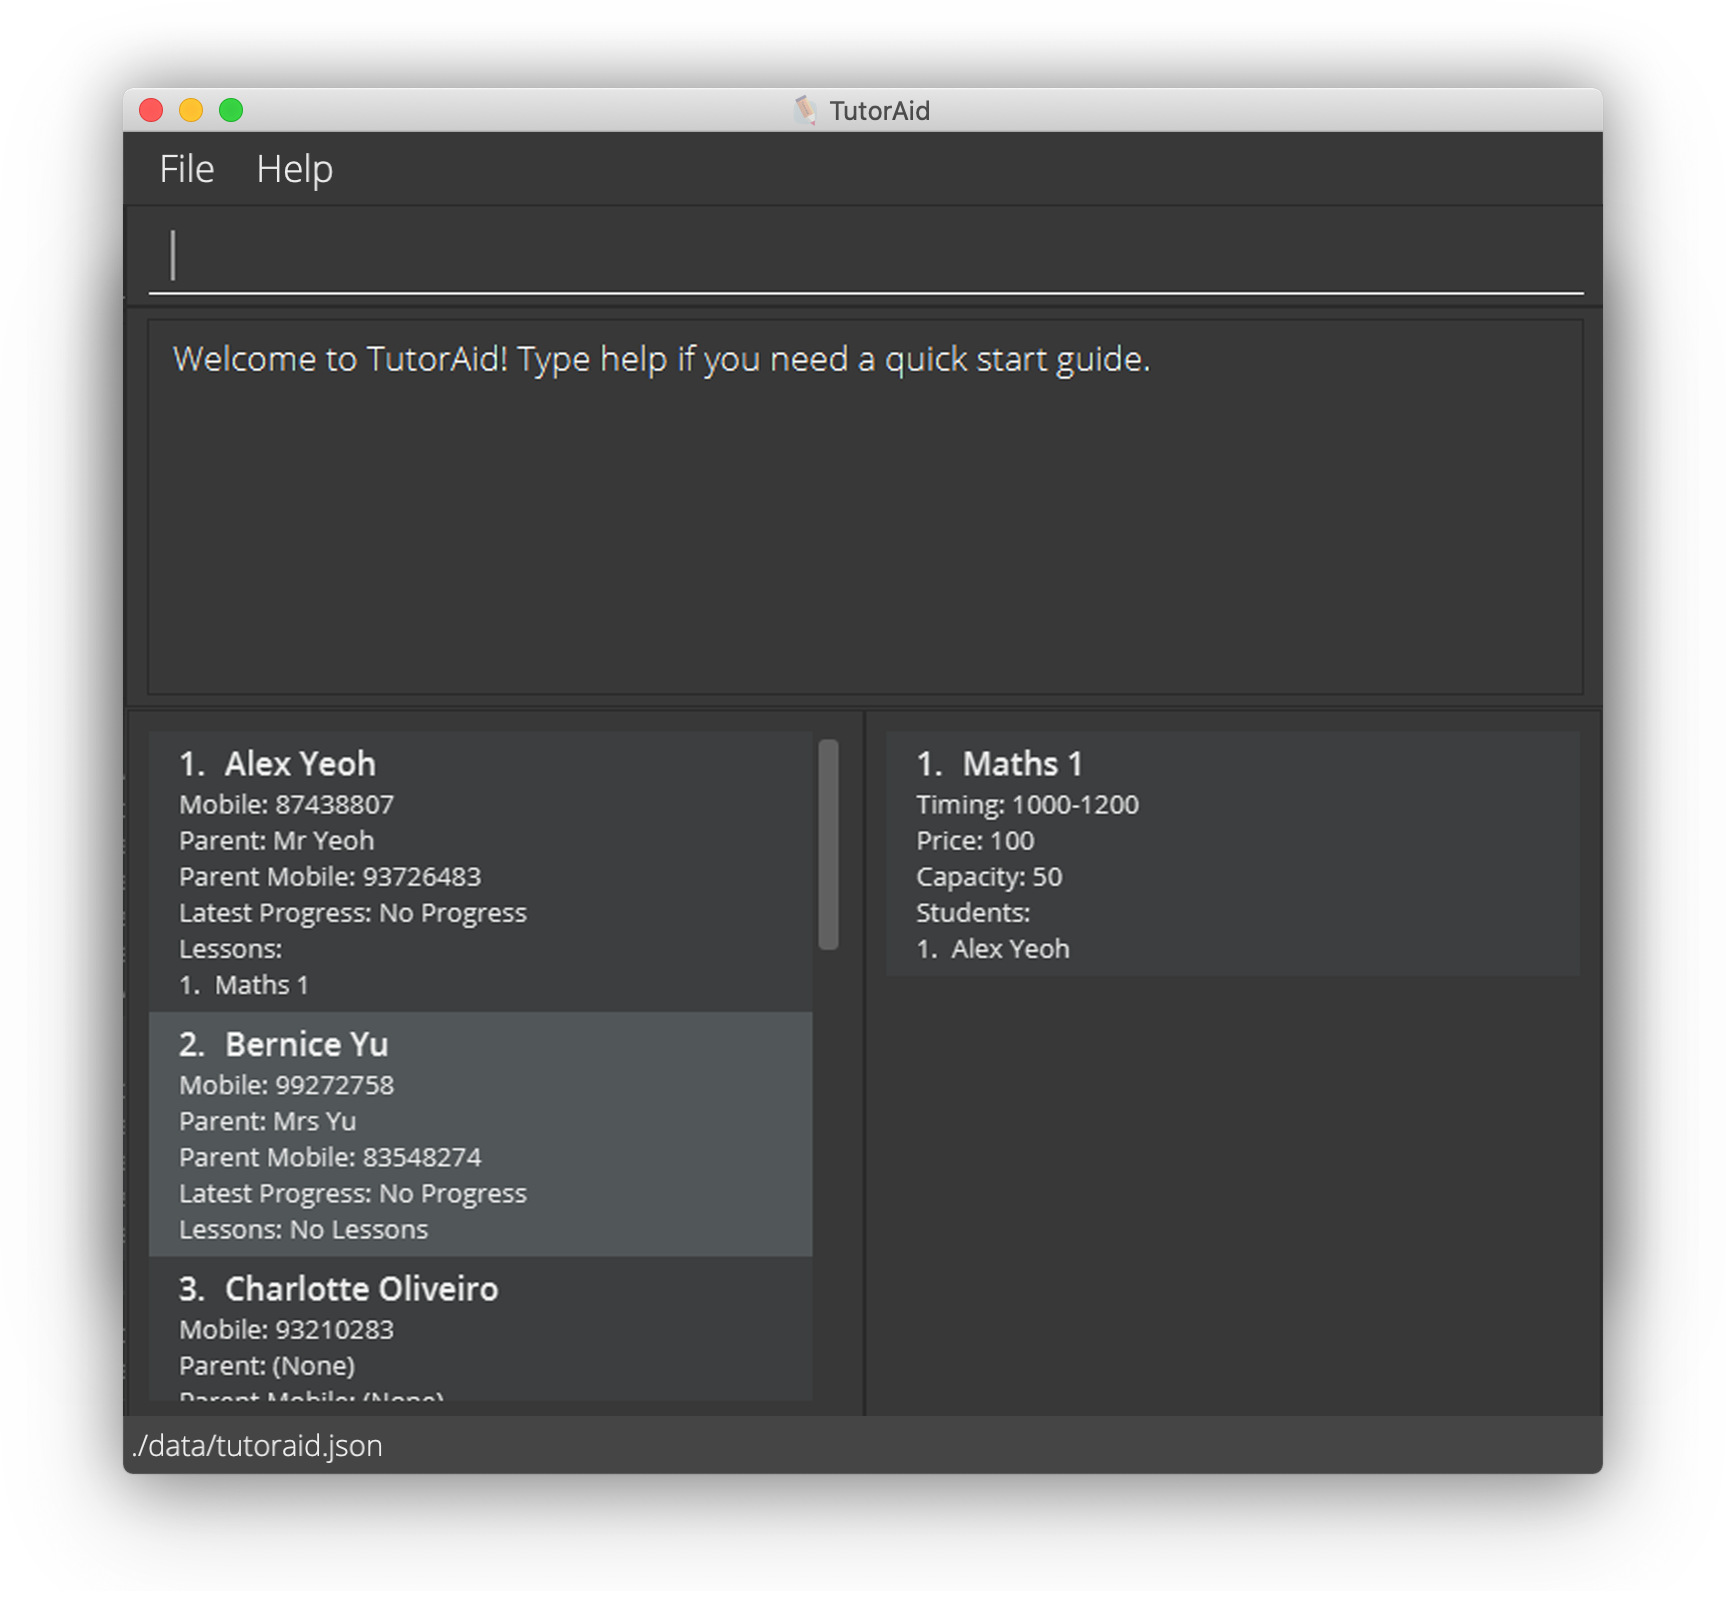 TutorAid
File Help
Welcome to TutorAid! Type help if you need a quick start guide.
1. Alex Yeoh
Mobile: 87438807
Parent: Mr Yeoh
Parent Mobile: 93726483
Latest Progress: No Progress
Lessons:
1. Maths 1
2. Bernice Yu
Mobile: 99272758
Parent: Mrs Yu
Parent Mobile: 83548274
Latest Progress: No Progress
Lessons: No Lessons
3. Charlotte Oliveiro
Mobile: 93210283
Parent: (None)
Parent Mobile: (None)
1. Maths 1
Timing: 1000-1200
Price: 100
Capacity: 50
Students:
1. Alex Yeoh
./data/tutoraid.json